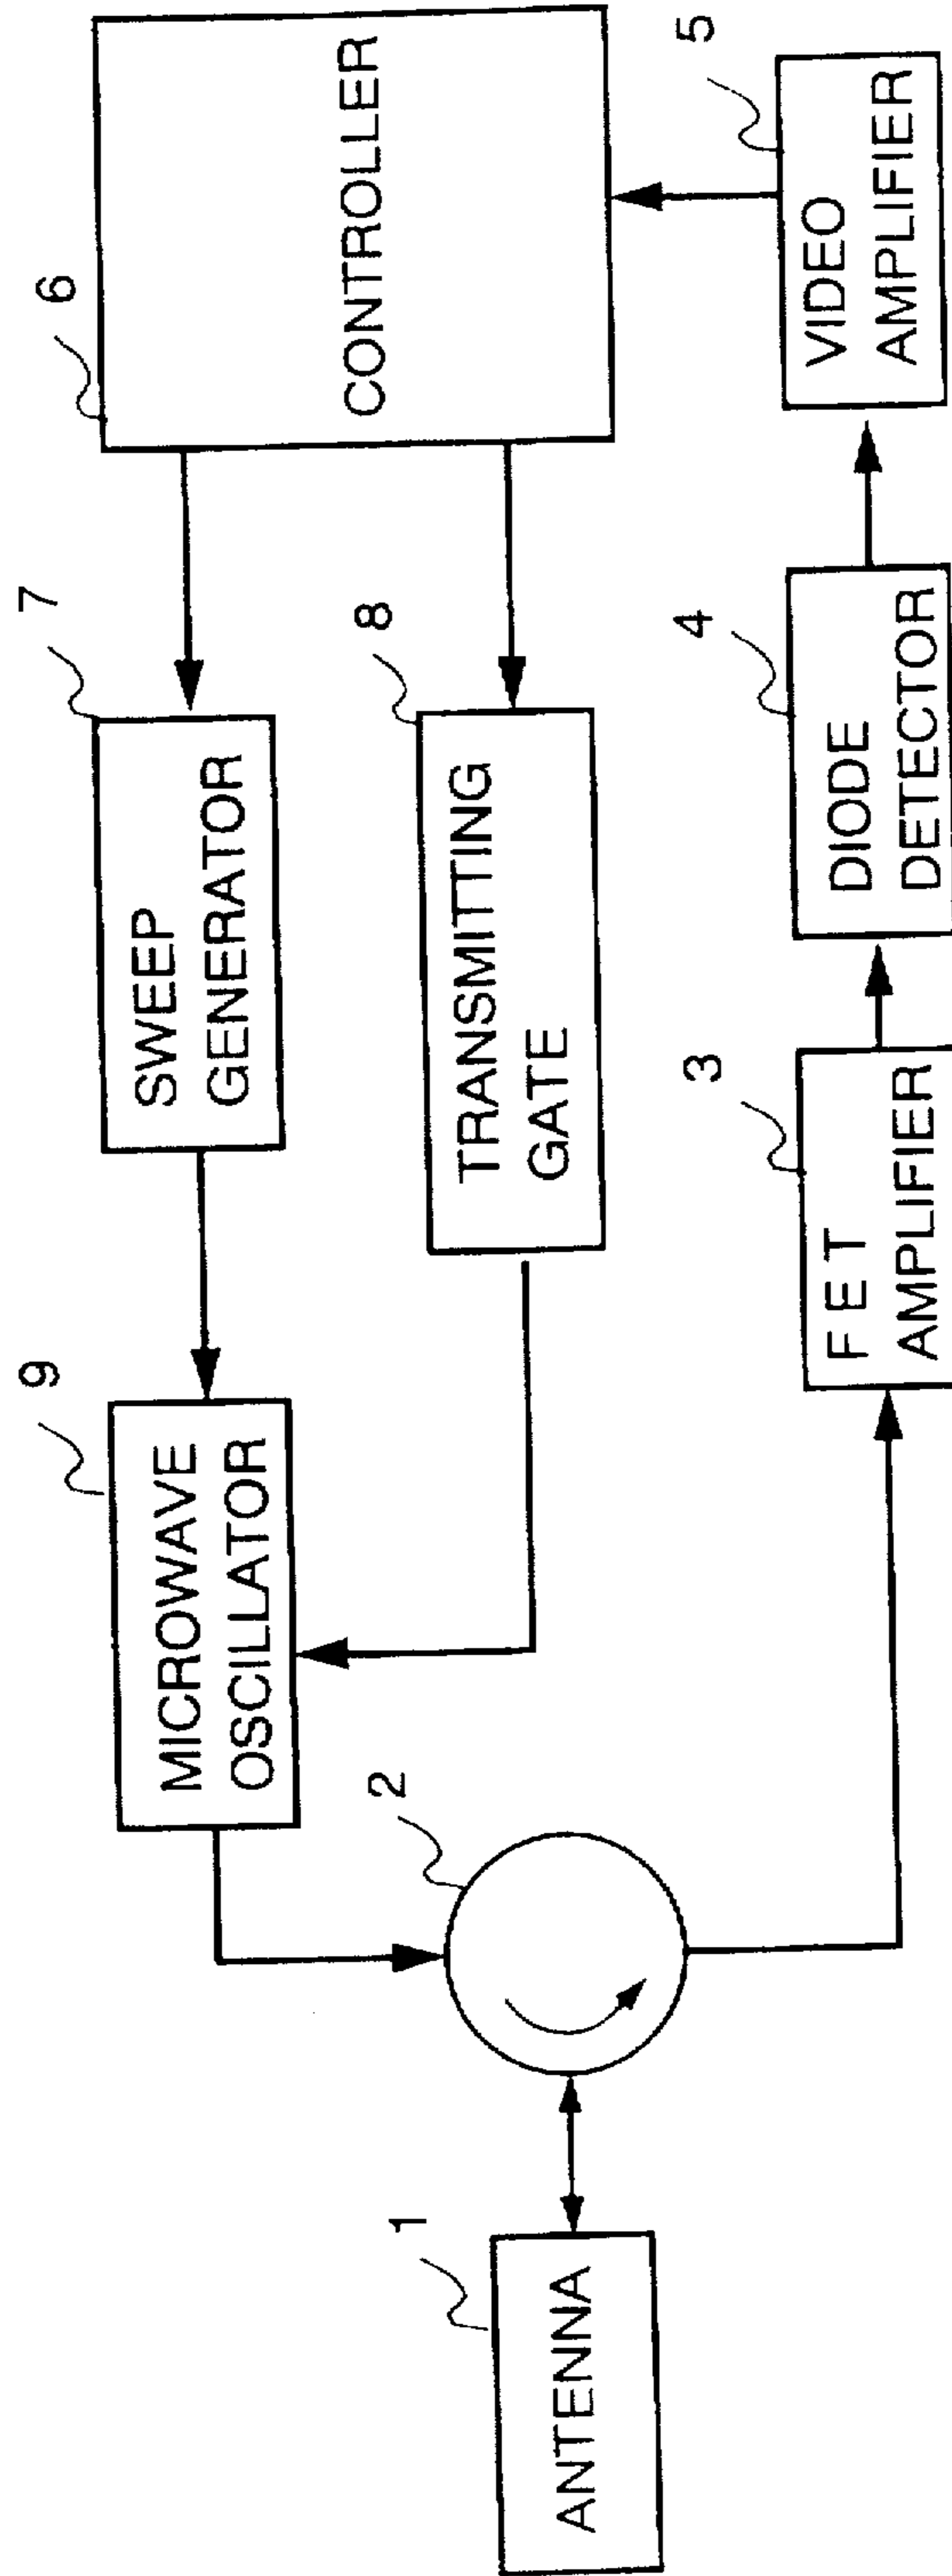 9
MICROWAVE
OSCILLATOR
7
SWEEP
GENERATOR
6
CONTROLLER
8
TRANSMITTING
GATE
2
1
ANTENNA
3
F E T
AMPLIFIER
4
DIODE
DETECTOR
5
VIDEO
AMPLIFIER